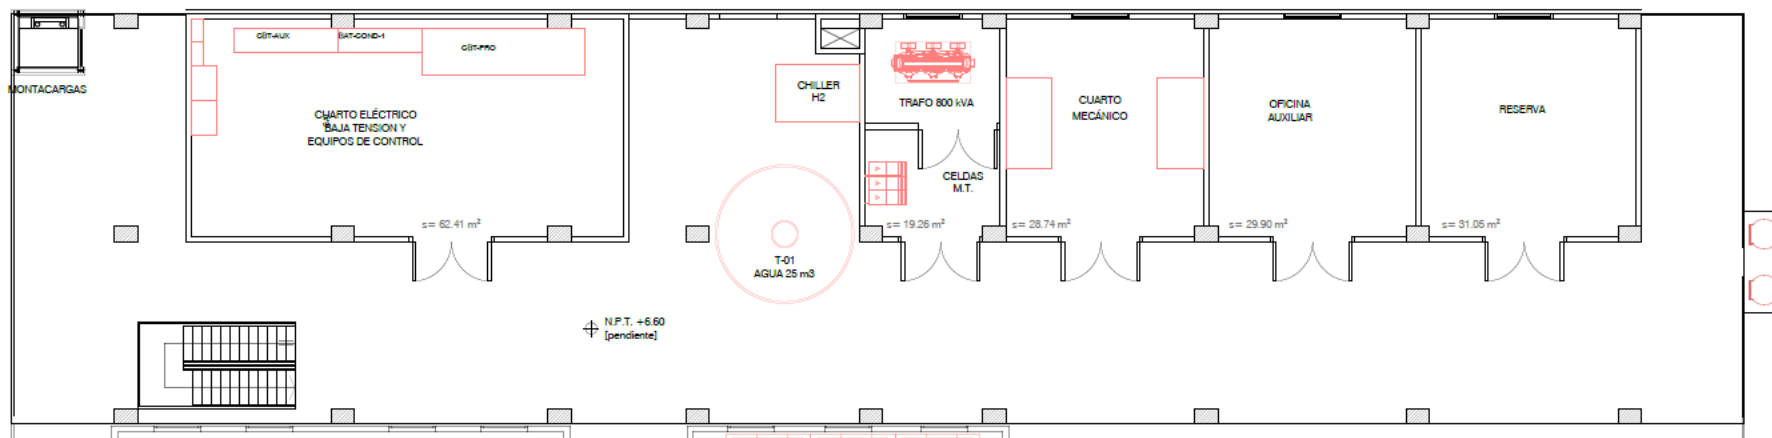 MONTACARGAS
CBT-AUX
BAT-COND-1
CBT-PRO
CUARTO ELÉCTRICO
BAJA TENSION Y
EQUIPOS DE CONTROL
s= 62.41 m²
CHILLER
H2
T-01
AGUA 25 m3
TRAFO 800 kVA
CELDAS
M.T.
s= 19.26 m²
CUARTO
MECÁNICO
s= 28.74 m²
OFICINA
AUXILIAR
s= 29.90 m²
RESERVA
s= 31.05 m²
N.P.T. +6.60
[pendiente]